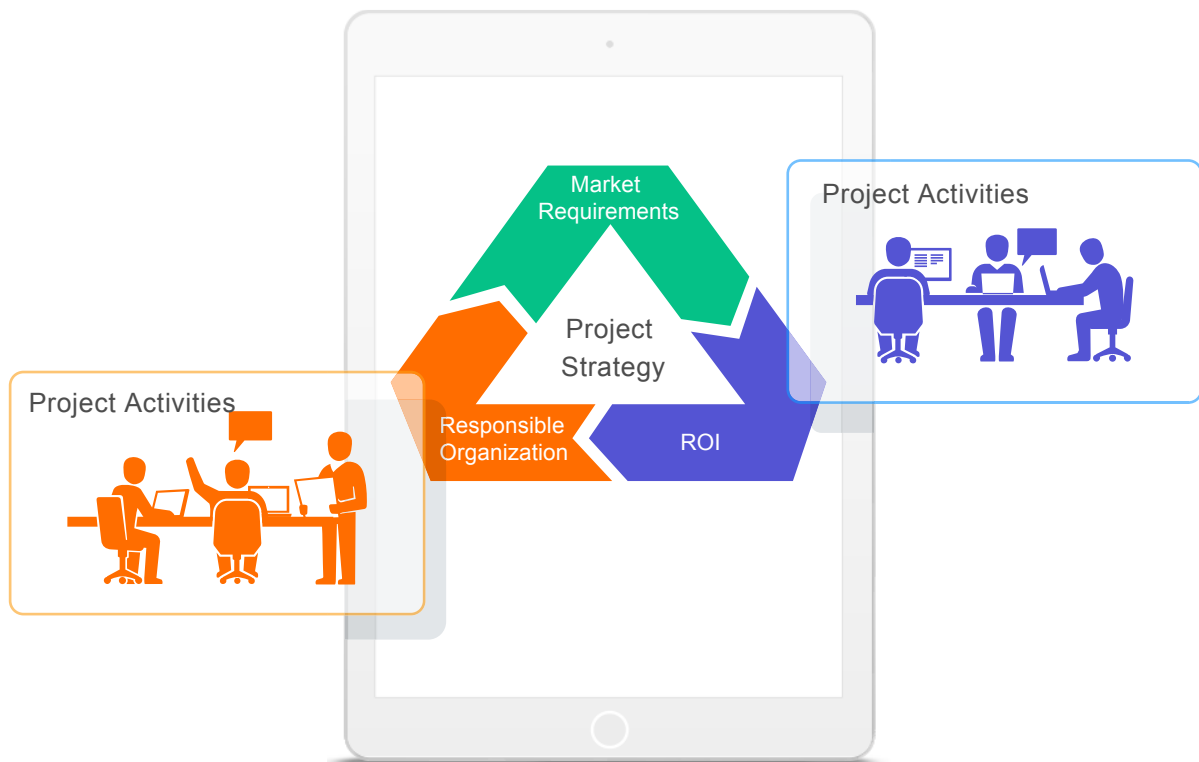 Market
Requirements
Project Activities
Project
Strategy
Project Activities
Responsible
Organization
ROI